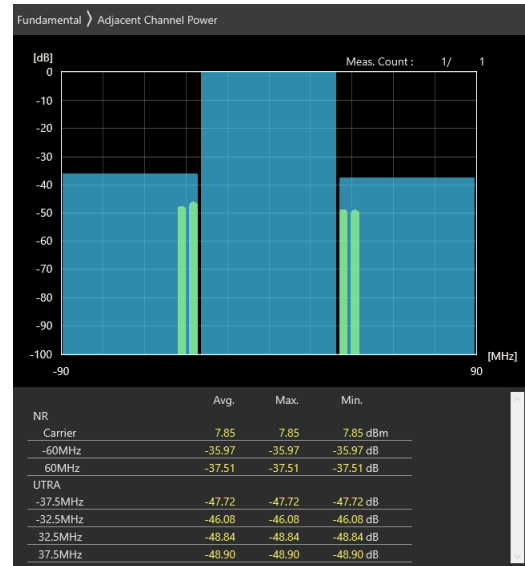 Fundamental 〉 Adjacent Channel Power
[dB]
Meas. Count : 1/ 1
0
-10
-20
-30
-40
-50
-60
-70
-80
-90
-100
[MHz]
-90 90
Avg. Max. Min.
NR
Carrier 7.85 7.85 7.85 dBm
-60MHz -35.97 -35.97 -35.97 dB
60MHz -37.51 -37.51 -37.51 dB
UTRA
-37.5MHz -47.72 -47.72 -47.72 dB
-32.5MHz -46.08 -46.08 -46.08 dB
32.5MHz -48.84 -48.84 -48.84 dB
37.5MHz -48.90 -48.90 -48.90 dB